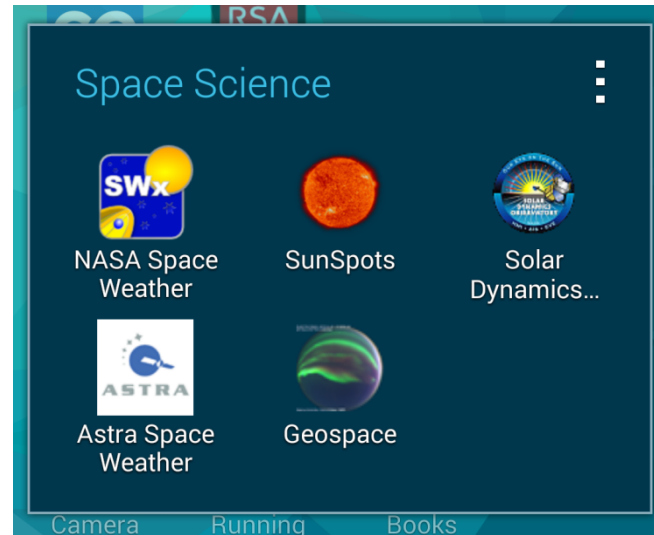 RSA
Space Science
SWx
NASA Space
Weather
SunSpots
SOLAR
DYNAMICS
OBSERVATORY
Solar
Dynamics...
ASTRA
Astra Space
Weather
Geospace
Camera
Running
Books